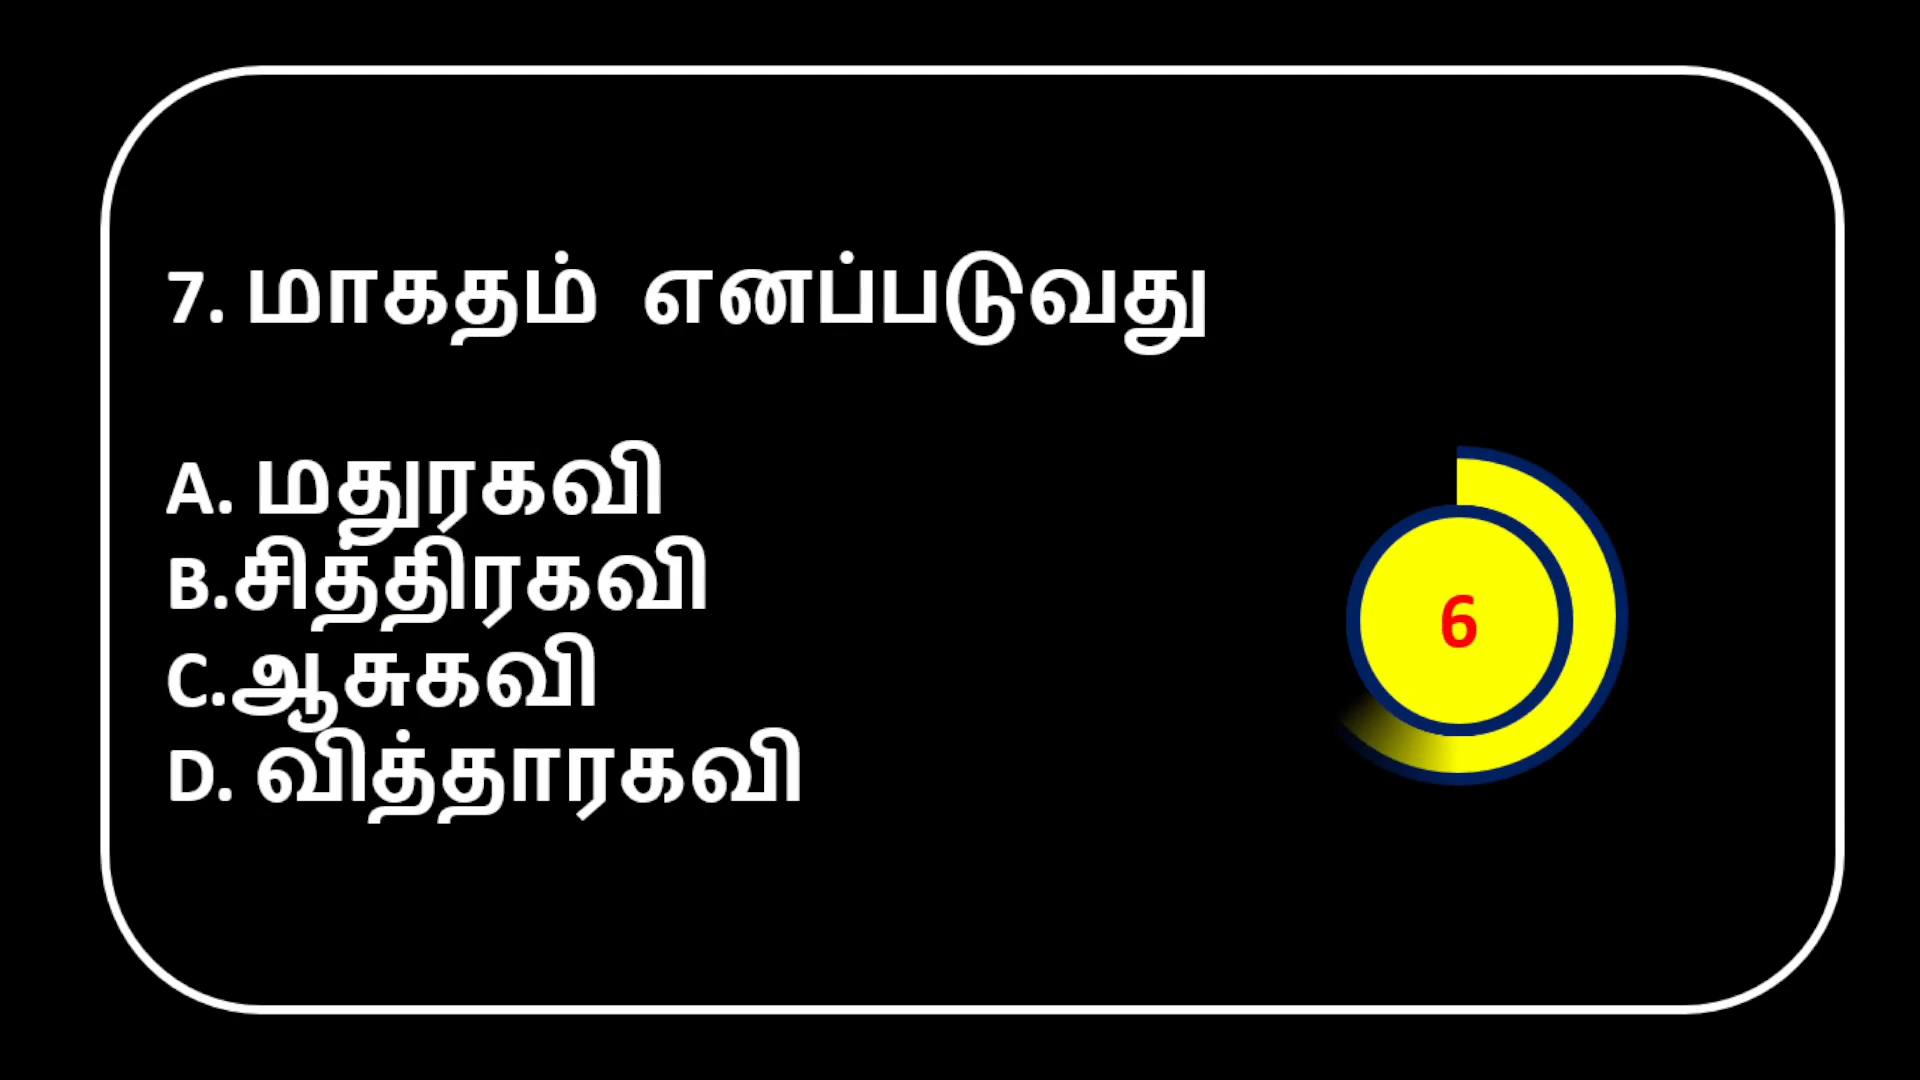 7. மாகதம் எனப்படுவது
A. மதுரகவி
B.சித்திரகவி
C.ஆசுகவி
D. வித்தாரகவி
6